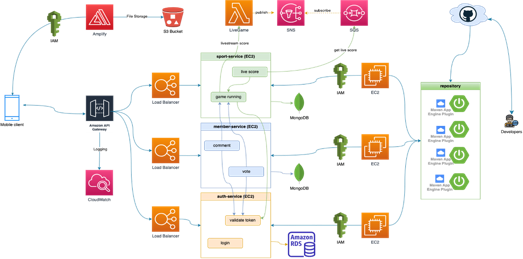 IAM
Amplify
File Storage
S3 Bucket
LiveGame
publish
SNS
subscribe
SQS
livestream score
get live score
sport-service (EC2)
live score
game running
MongoDB
Load Balancer
IAM
EC2
Mobile client
Amazon API
Gateway
Logging
CloudWatch
member-service (EC2)
comment
vote
MongoDB
Load Balancer
IAM
EC2
auth-service (EC2)
validate token
login
Amazon
RDS
Load Balancer
IAM
EC2
repository
Maven App
Engine Plugin
Maven App
Engine Plugin
Maven App
Engine Plugin
Maven App
Engine Plugin
Developers